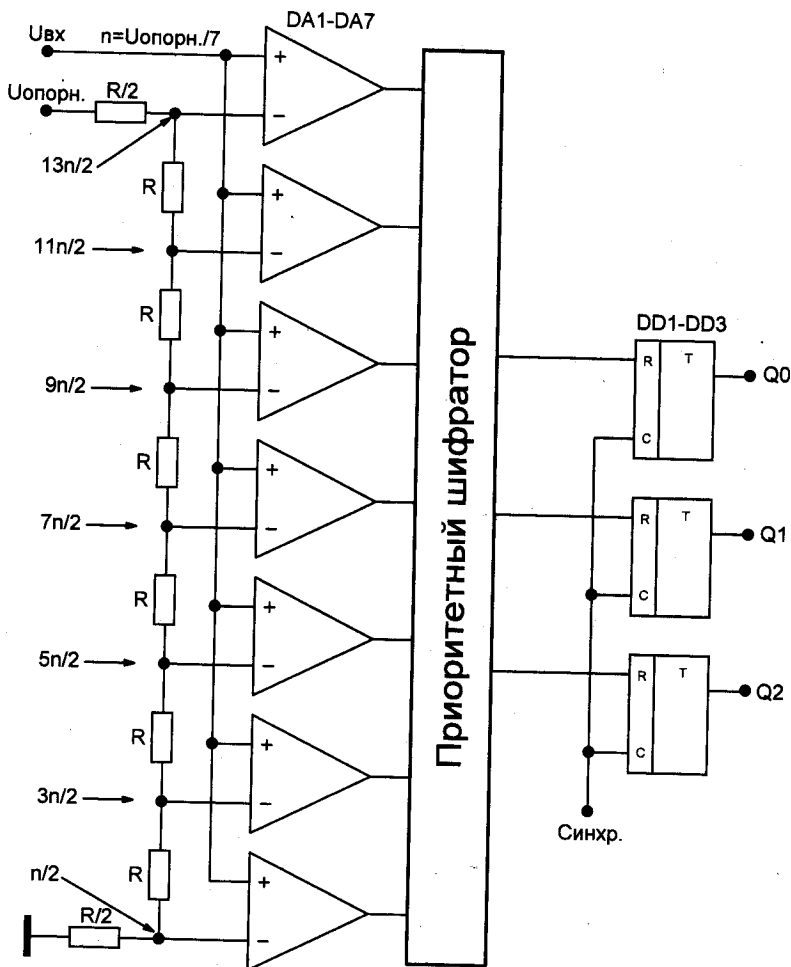 DA1-DA7
Uвх n=Uопорн./7
+
Uопорн. R/2
−
13n/2
R
+
11n/2
−
R
+
9n/2
−
R
+
7n/2
−
R
+
5n/2
−
R
+
3n/2
−
R
n/2
+
R/2
−
Приоритетный шифратор
DD1-DD3
R T
Q0
C
R T
Q1
C
R T
Q2
C
Синхр.